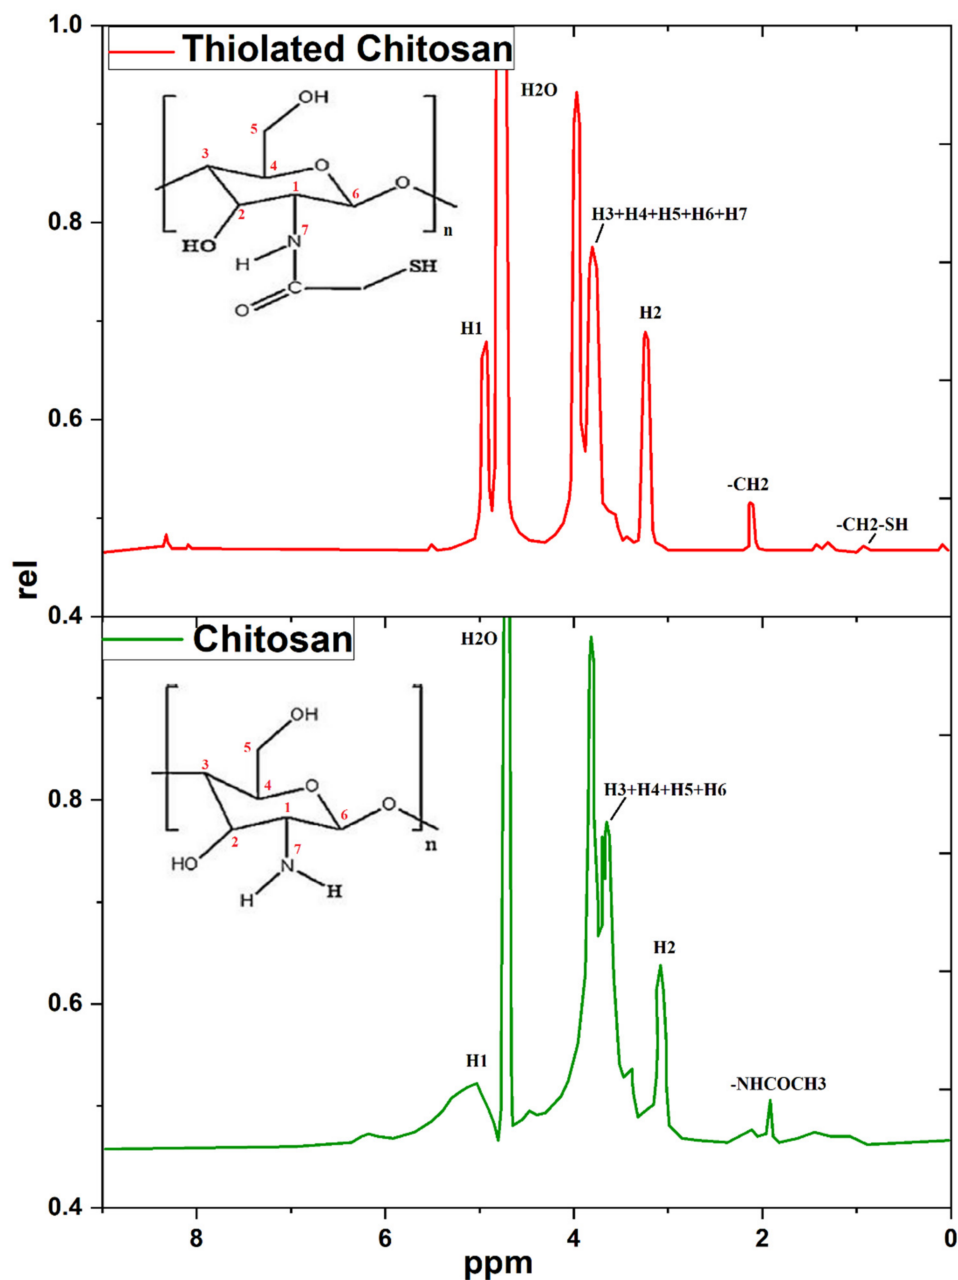 1.0
Thiolated Chitosan
OH
5
3
4
O
1
2
6
O
HO
7
N
n
H
SH
C
O
H2O
H3+H4+H5+H6+H7
H1
H2
-CH2
-CH2-SH
0.8
0.6
0.4
rel
Chitosan
H2O
OH
5
3
4
O
1
6
O
2
7
n
HO
N
H
H
H3+H4+H5+H6
H2
H1
-NHCOCH3
0.8
0.6
0.4
8
6
4
2
0
ppm